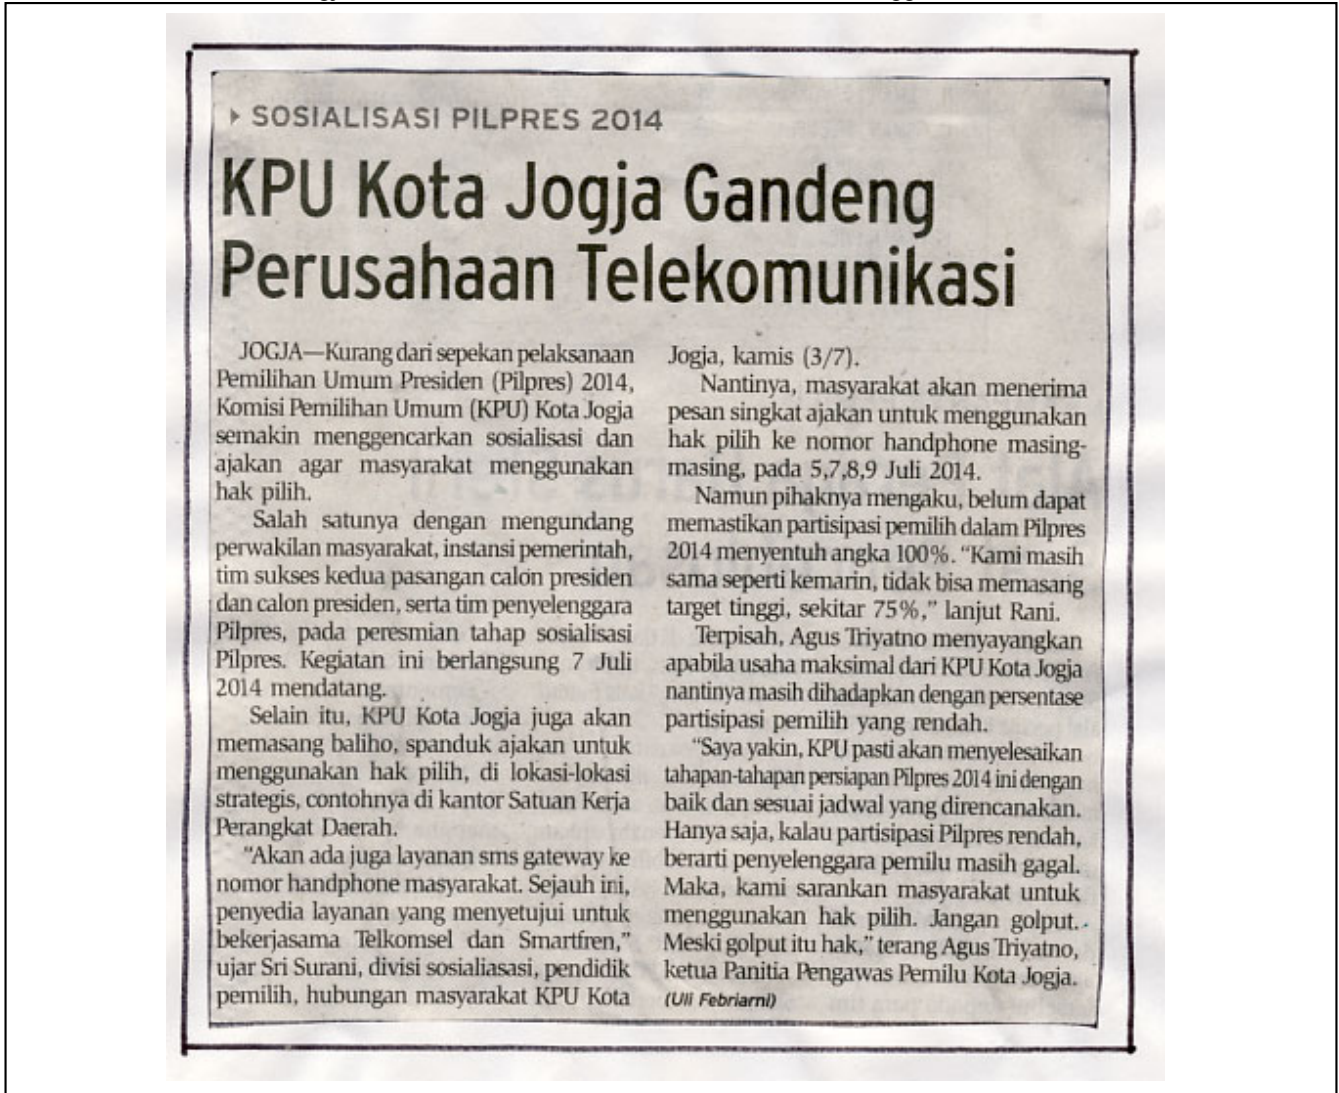 SOSIALISASI PILPRES 2014
KPU Kota Jogja Gandeng
Perusahaan Telekomunikasi
JOGJA—Kurang dari sepekan pelaksanaan
Pemilihan Umum Presiden (Pilpres) 2014,
Komisi Pemilihan Umum (KPU) Kota Jogja
semakin menggencarkan sosialisasi dan
ajakan agar masyarakat menggunakan
hak pilih.
Salah satunya dengan mengundang
perwakilan masyarakat, instansi pemerintah,
tim sukses kedua pasangan calon presiden
dan calon presiden, serta tim penyelenggara
Pilpres, pada peresmian tahap sosialisasi
Pilpres. Kegiatan ini berlangsung 7 Juli
2014 mendatang.
Selain itu, KPU Kota Jogja juga akan
memasang baliho, spanduk ajakan untuk
menggunakan hak pilih, di lokasi-lokasi
strategis, contohnya di kantor Satuan Kerja
Perangkat Daerah.
"Akan ada juga layanan sms gateway ke
nomor handphone masyarakat. Sejauh ini,
penyedia layanan yang menyetujui untuk
bekerjasama Telkomsel dan Smartfren,"
ujar Sri Surani, divisi sosialiasasi, pendidik
pemilih, hubungan masyarakat KPU Kota
Jogja, kamis (3/7).
Nantinya, masyarakat akan menerima
pesan singkat ajakan untuk menggunakan
hak pilih ke nomor handphone masing-
masing, pada 5,7,8,9 Juli 2014.
Namun pihaknya mengaku, belum dapat
memastikan partisipasi pemilih dalam Pilpres
2014 menyentuh angka 100%. "Kami masih
sama seperti kemarin, tidak bisa memasang
target tinggi, sekitar 75%," lanjut Rani.
Terpisah, Agus Triyatno menyayangkan
apabila usaha maksimal dari KPU Kota Jogja
nantinya masih dihadapkan dengan persentase
partisipasi pemilih yang rendah.
"Saya yakin, KPU pasti akan menyelesaikan
tahapan-tahapan persiapan Pilpres 2014 ini dengan
baik dan sesuai jadwal yang direncanakan.
Hanya saja, kalau partisipasi Pilpres rendah,
berarti penyelenggara pemilu masih gagal.
Maka, kami sarankan masyarakat untuk
menggunakan hak pilih. Jangan golput.
Meski golput itu hak," terang Agus Triyatno,
ketua Panitia Pengawas Pemilu Kota Jogja.
(Uli Febriarni)